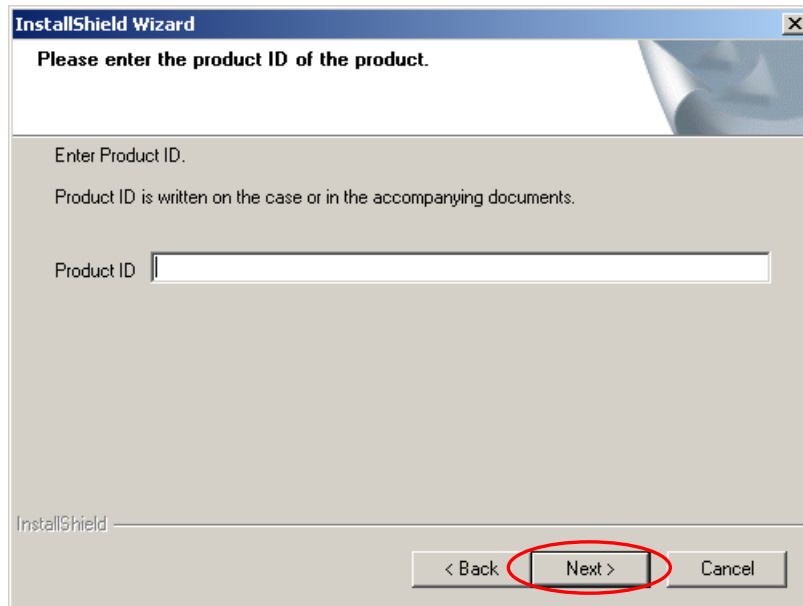 InstallShield Wizard
Please enter the product ID of the product.
Enter Product ID.
Product ID is written on the case or in the accompanying documents.
Product ID
InstallShield
< Back Next > Cancel